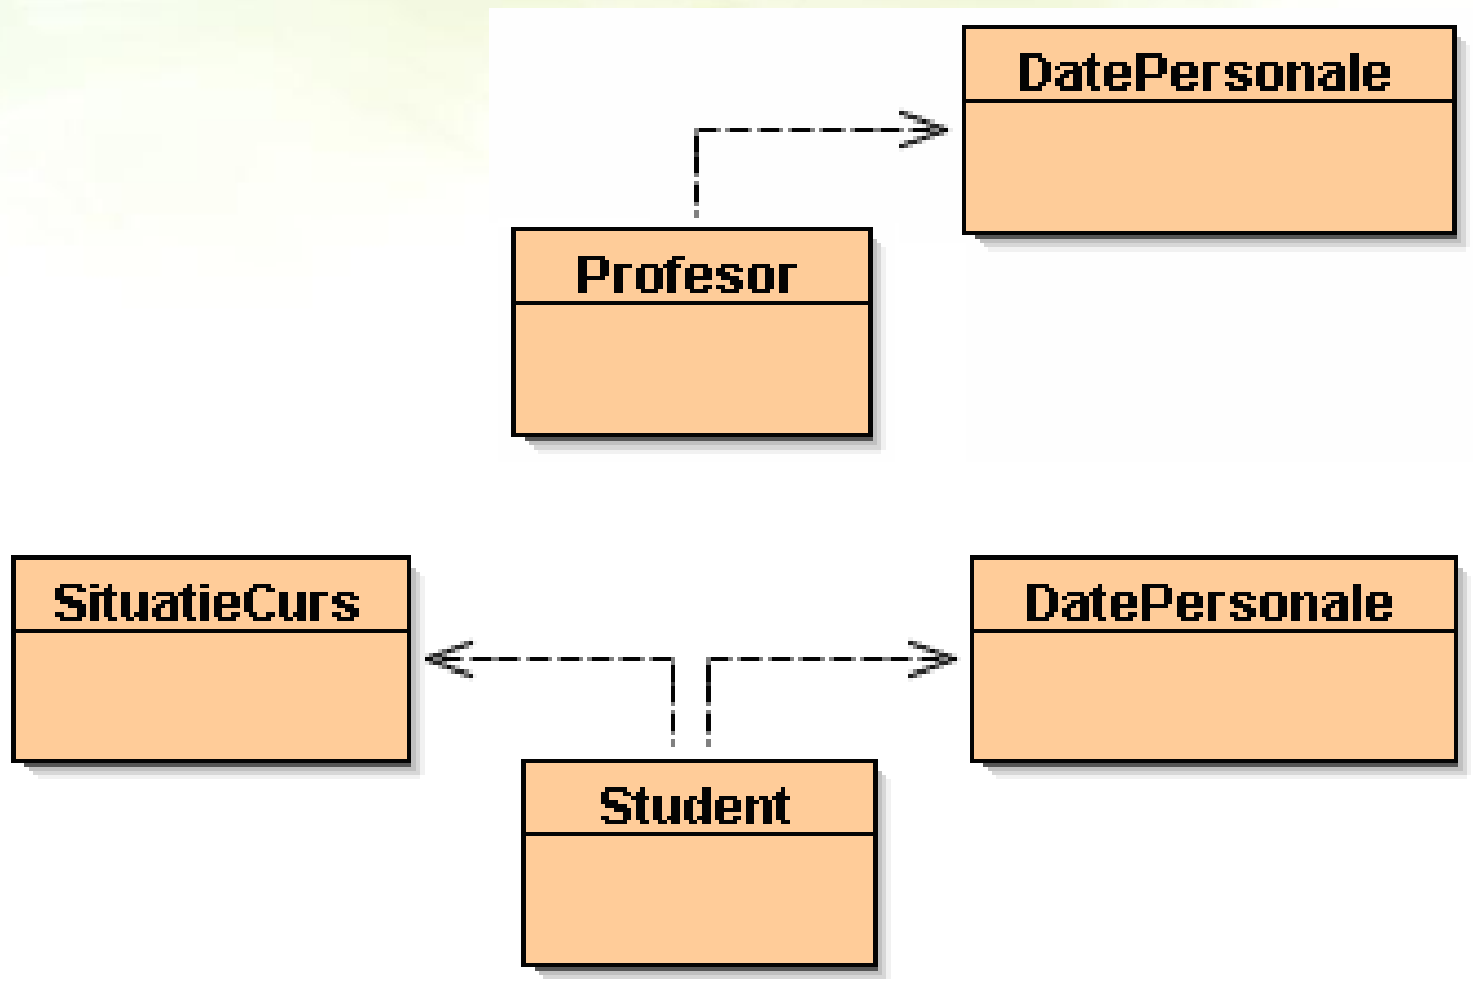 DatePersonale
Profesor
SituatieCurs
DatePersonale
Student